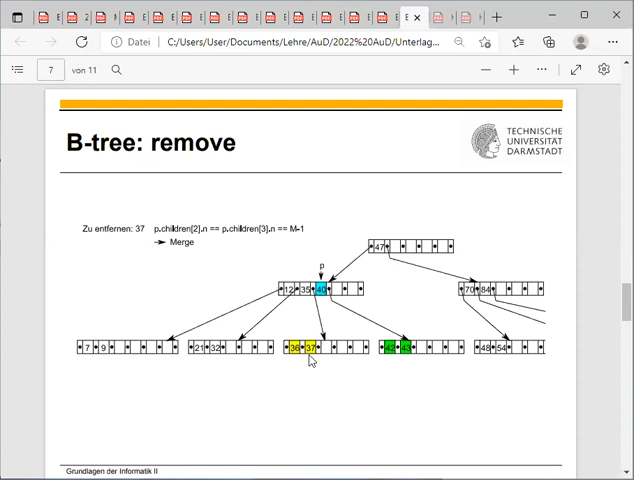 Datei C:/Users/User/Documents/Lehre/AuD/2022%20AuD/Unterlag...
7 von 11
B-tree: remove
TECHNISCHE
UNIVERSITÄT
DARMSTADT
Zu entfernen: 37 p.children[2].n == p.children[3].n == M-1
Merge
47
p
12 35 40
70 84
7 9
21 32
36 37
42 43
48 54
Grundlagen der Informatik II